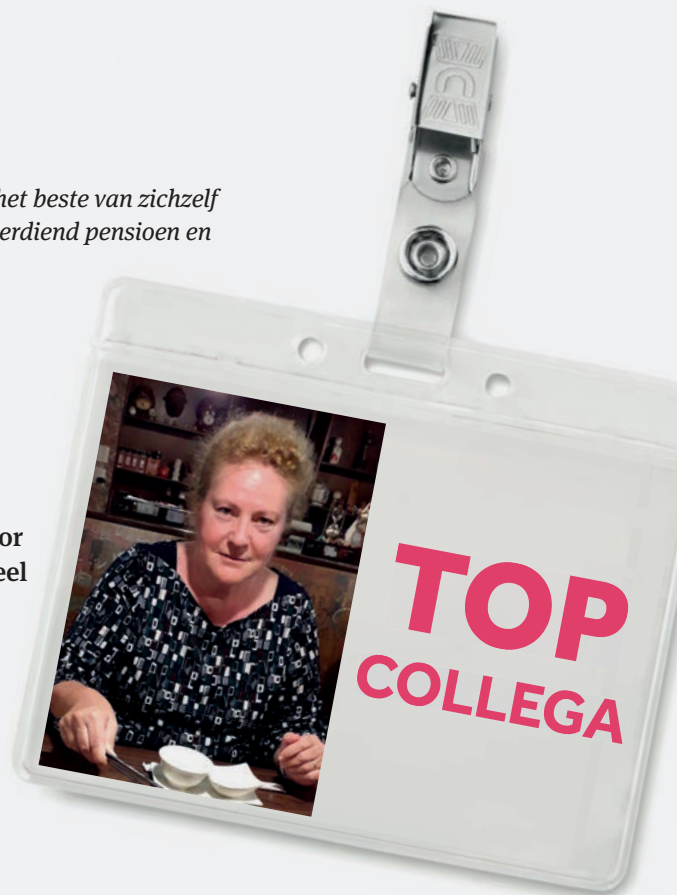 het beste van zichzelf
erdiend pensioen en
or
eel
TOP
COLLEGA